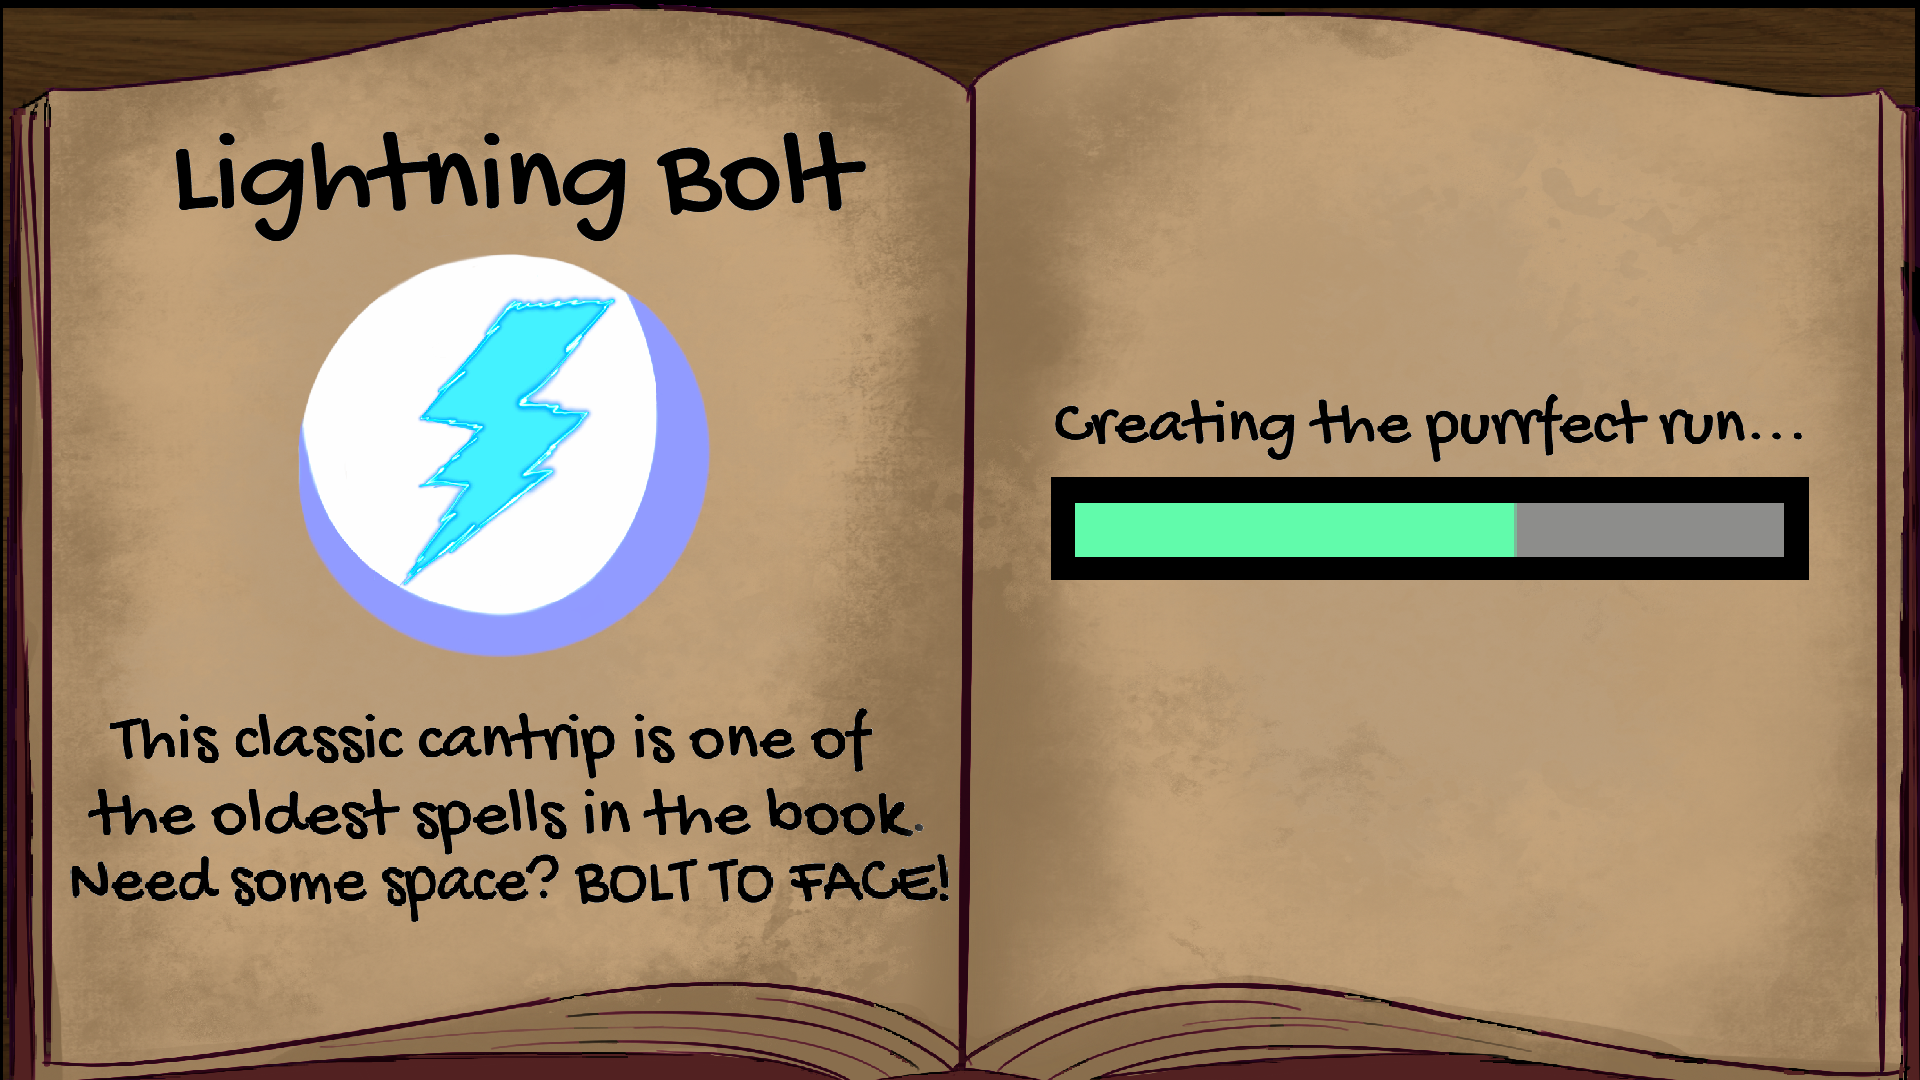 Lightning Bolt
This classic cantrip is one of
the oldest spells in the book.
Need some space? BOLT TO FACE!
Creating the purrfect run...